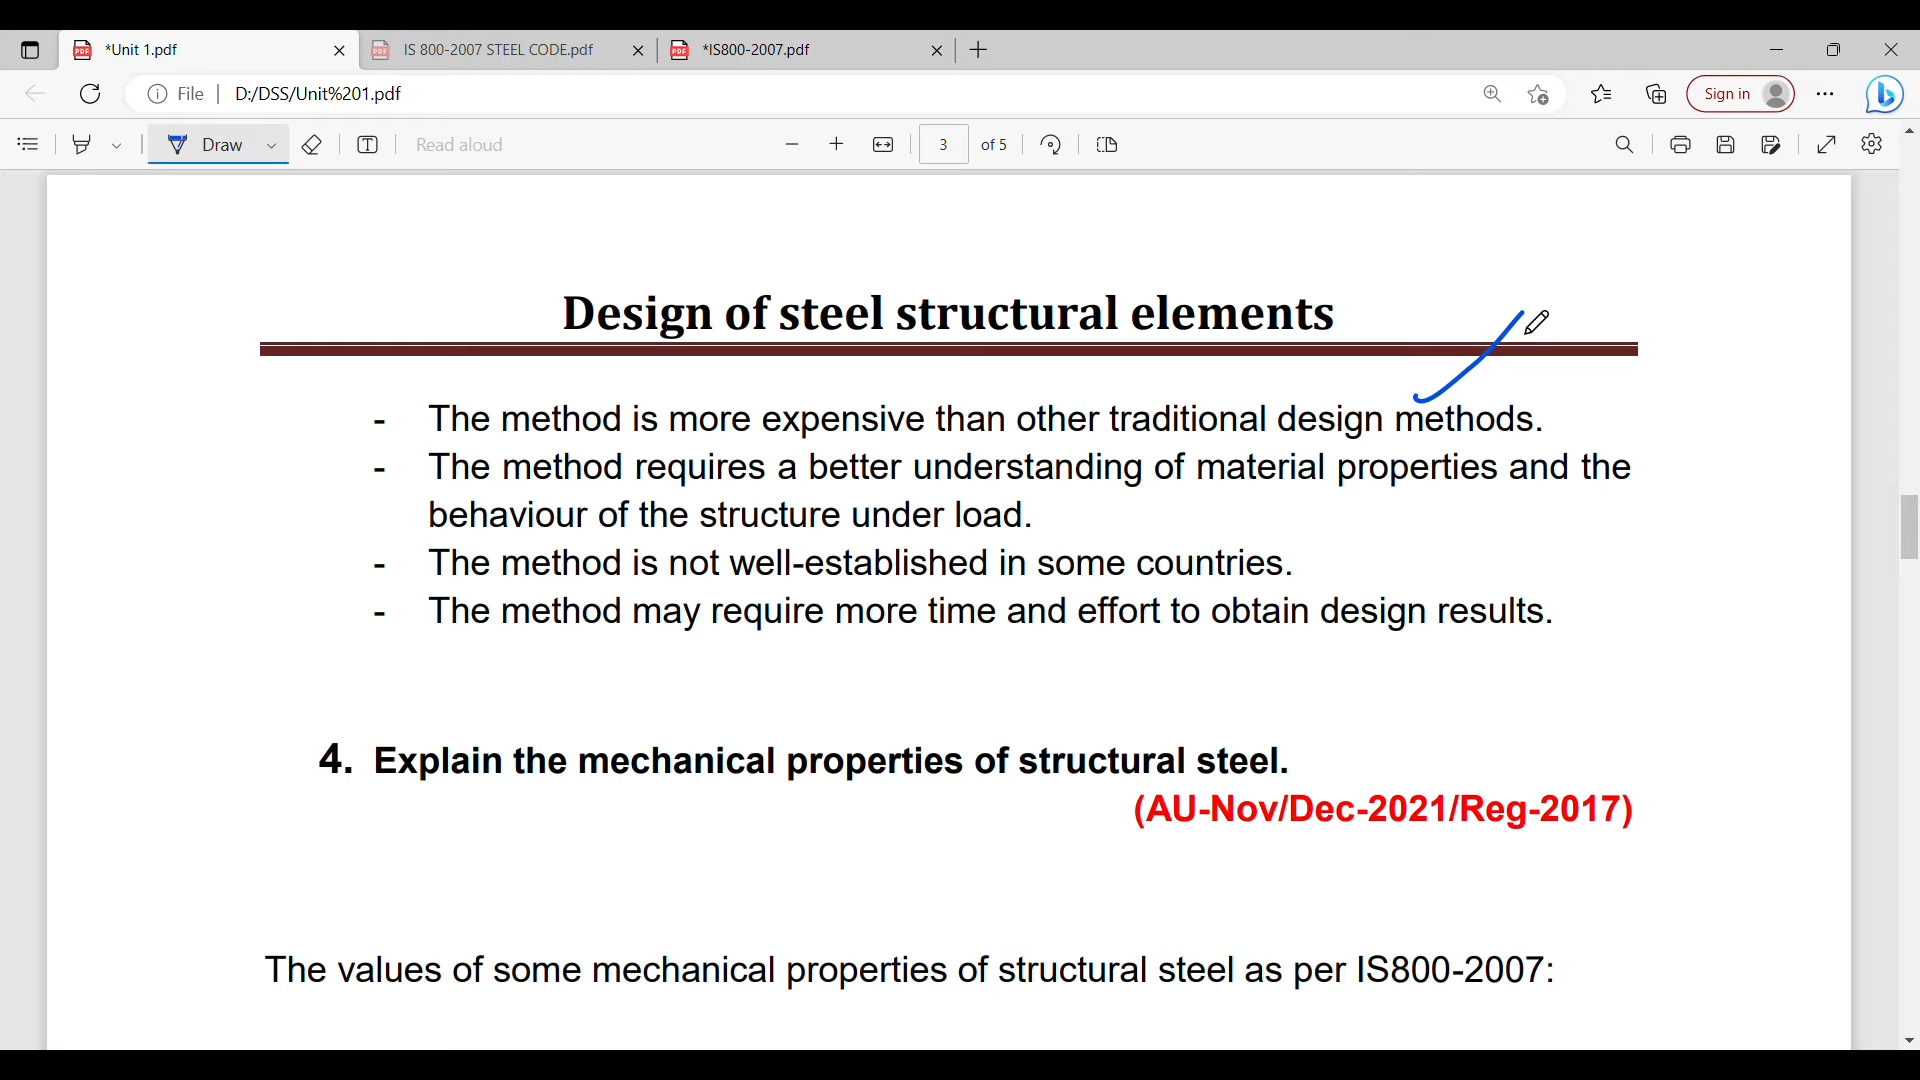 *Unit 1.pdf
IS 800-2007 STEEL CODE.pdf
*IS800-2007.pdf
File
D:/DSS/Unit%201.pdf
Sign in
Draw
Read aloud
3
of 5
Design of steel structural elements
- The method is more expensive than other traditional design methods.
- The method requires a better understanding of material properties and the
behaviour of the structure under load.
- The method is not well-established in some countries.
- The method may require more time and effort to obtain design results.
4. Explain the mechanical properties of structural steel.
(AU-Nov/Dec-2021/Reg-2017)
The values of some mechanical properties of structural steel as per IS800-2007: